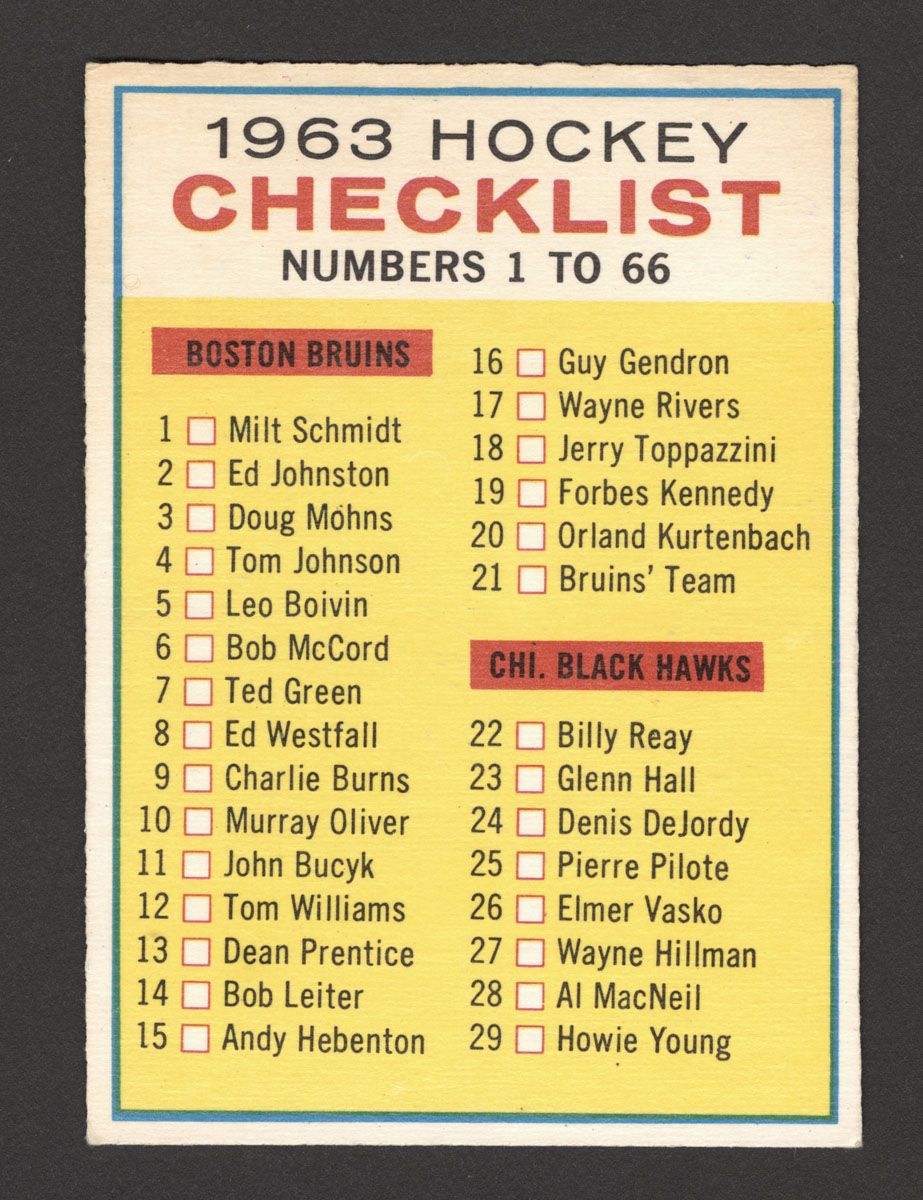 1963 HOCKEY
CHECKLIST
NUMBERS 1 TO 66
BOSTON BRUINS
1 Milt Schmidt
2 Ed Johnston
3 Doug Mohns
4 Tom Johnson
5 Leo Boivin
6 Bob McCord
7 Ted Green
8 Ed Westfall
9 Charlie Burns
10 Murray Oliver
11 John Bucyk
12 Tom Williams
13 Dean Prentice
14 Bob Leiter
15 Andy Hebenton
16 Guy Gendron
17 Wayne Rivers
18 Jerry Toppazzini
19 Forbes Kennedy
20 Orland Kurtenbach
21 Bruins' Team
CHI. BLACK HAWKS
22 Billy Reay
23 Glenn Hall
24 Denis DeJordy
25 Pierre Pilote
26 Elmer Vasko
27 Wayne Hillman
28 Al MacNeil
29 Howie Young